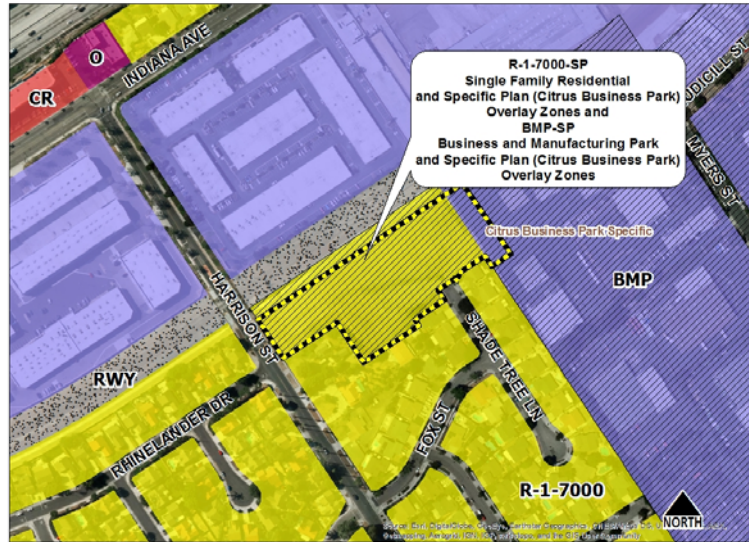 INDIANA AVE
O
CR
R-1-7000-SP
Single Family Residential
and Specific Plan (Citrus Business Park)
Overlay Zones and
BMP-SP
Business and Manufacturing Park
and Specific Plan (Citrus Business Park)
Overlay Zones
MYERS ST
Citrus Business Park Specific
BMP
HARRISON ST
SHADE TREE LN
RWY
RHINELANDER DR
FOX ST
R-1-7000
NORTH